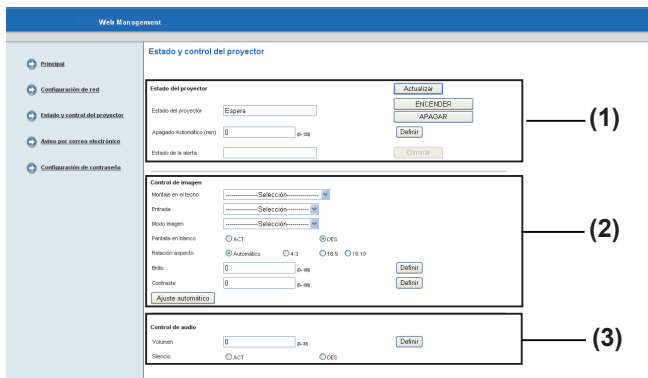 Web Management
Estado y control del proyector
Principal
Configuración de red
Estado y control del proyector
Aviso por correo electrónico
Configuración de contraseña
Estado del proyector
Actualizar
Estado del proyector Espera ENCENDER
APAGAR
Apagado Automático (min) 0 Definir
Estado de la alerta Eliminar
(1)
Control de imagen
Montaje en el techo ----------------Selección---------------
Entrada ----------------Selección-----------
Modo imagen ----------------Selección-----------
Pantalla en blanco ACT DES
Relación aspecto Automático 4:3 16:9 16:10
Brillo 0 Definir
Contraste 0 Definir
Ajuste automático
(2)
Control de audio
Volumen 0 Definir
Silencio ACT DES
(3)